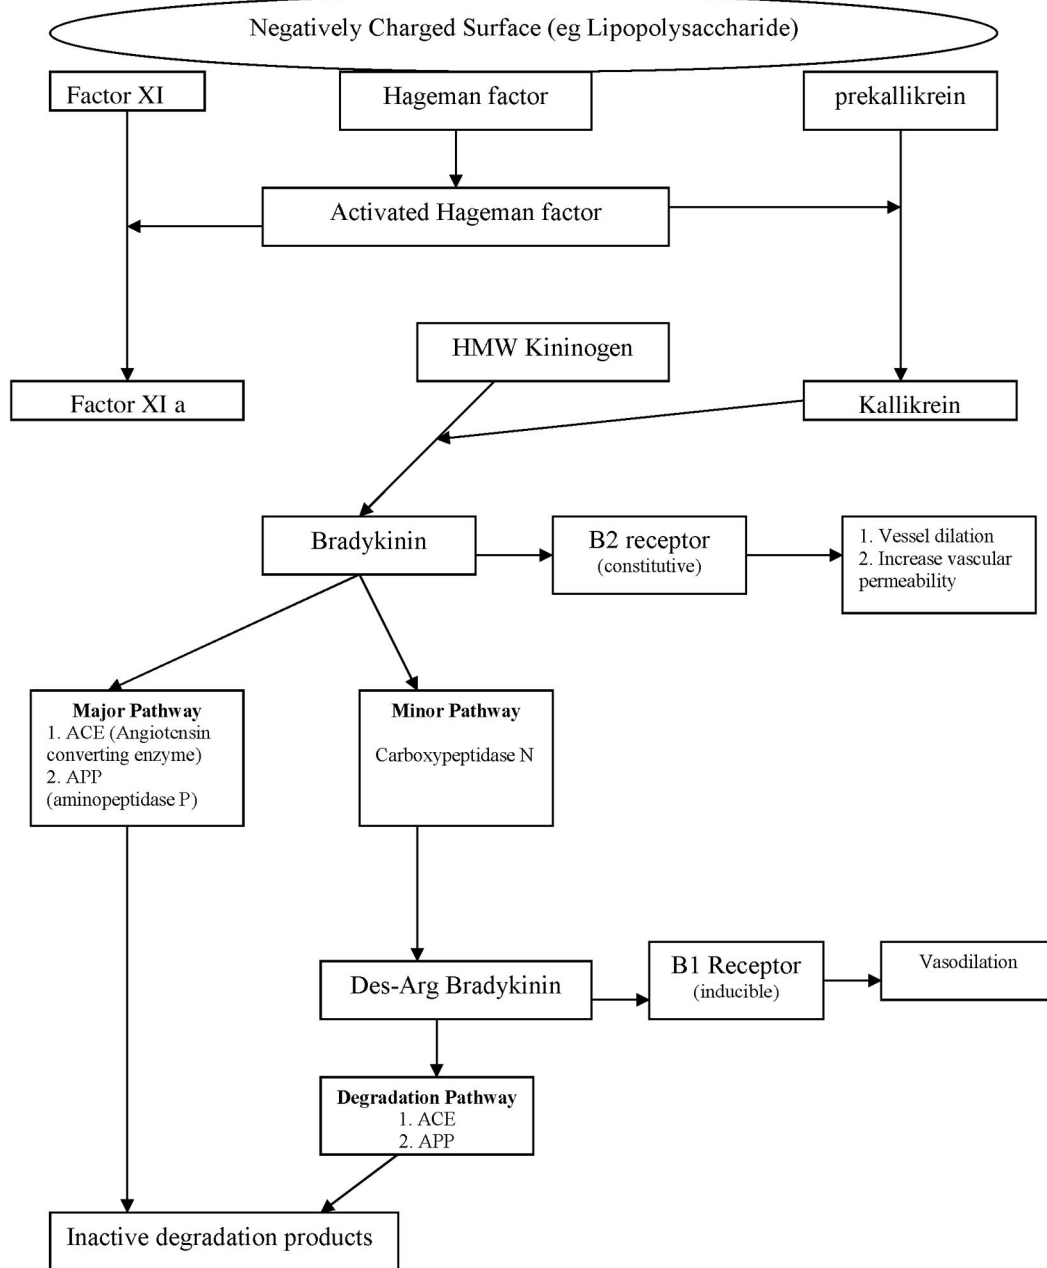 Negatively Charged Surface (eg Lipopolysaccharide)
Factor XI
Hageman factor
prekallikrein
Activated Hageman factor
HMW Kininogen
Factor XI a
Kallikrein
Bradykinin
B2 receptor
(constitutive)
1. Vessel dilation
2. Increase vascular
permeability
Major Pathway
1. ACE (Angiotensin
converting enzyme)
2. APP
(aminopeptidase P)
Minor Pathway
Carboxypeptidase N
Des-Arg Bradykinin
B1 Receptor
(inducible)
Vasodilation
Degradation Pathway
1. ACE
2. APP
Inactive degradation products